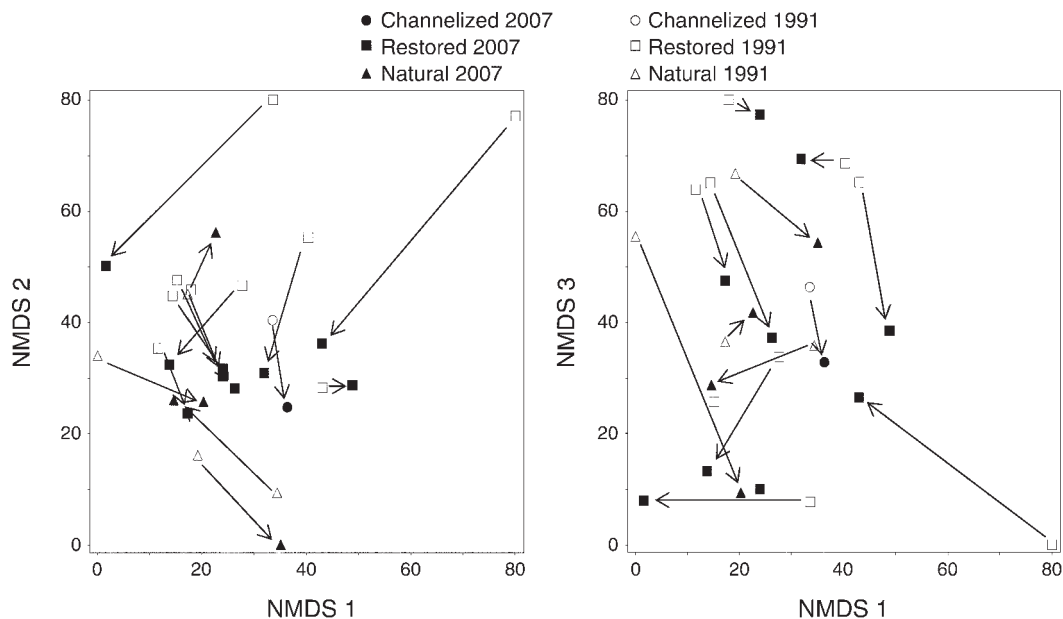 Channelized 2007
Restored 2007
Natural 2007
Channelized 1991
Restored 1991
Natural 1991
80
60
40
20
0
NMDS 2
0
20
40
60
80
NMDS 1
80
60
40
20
0
NMDS 3
0
20
40
60
80
NMDS 1